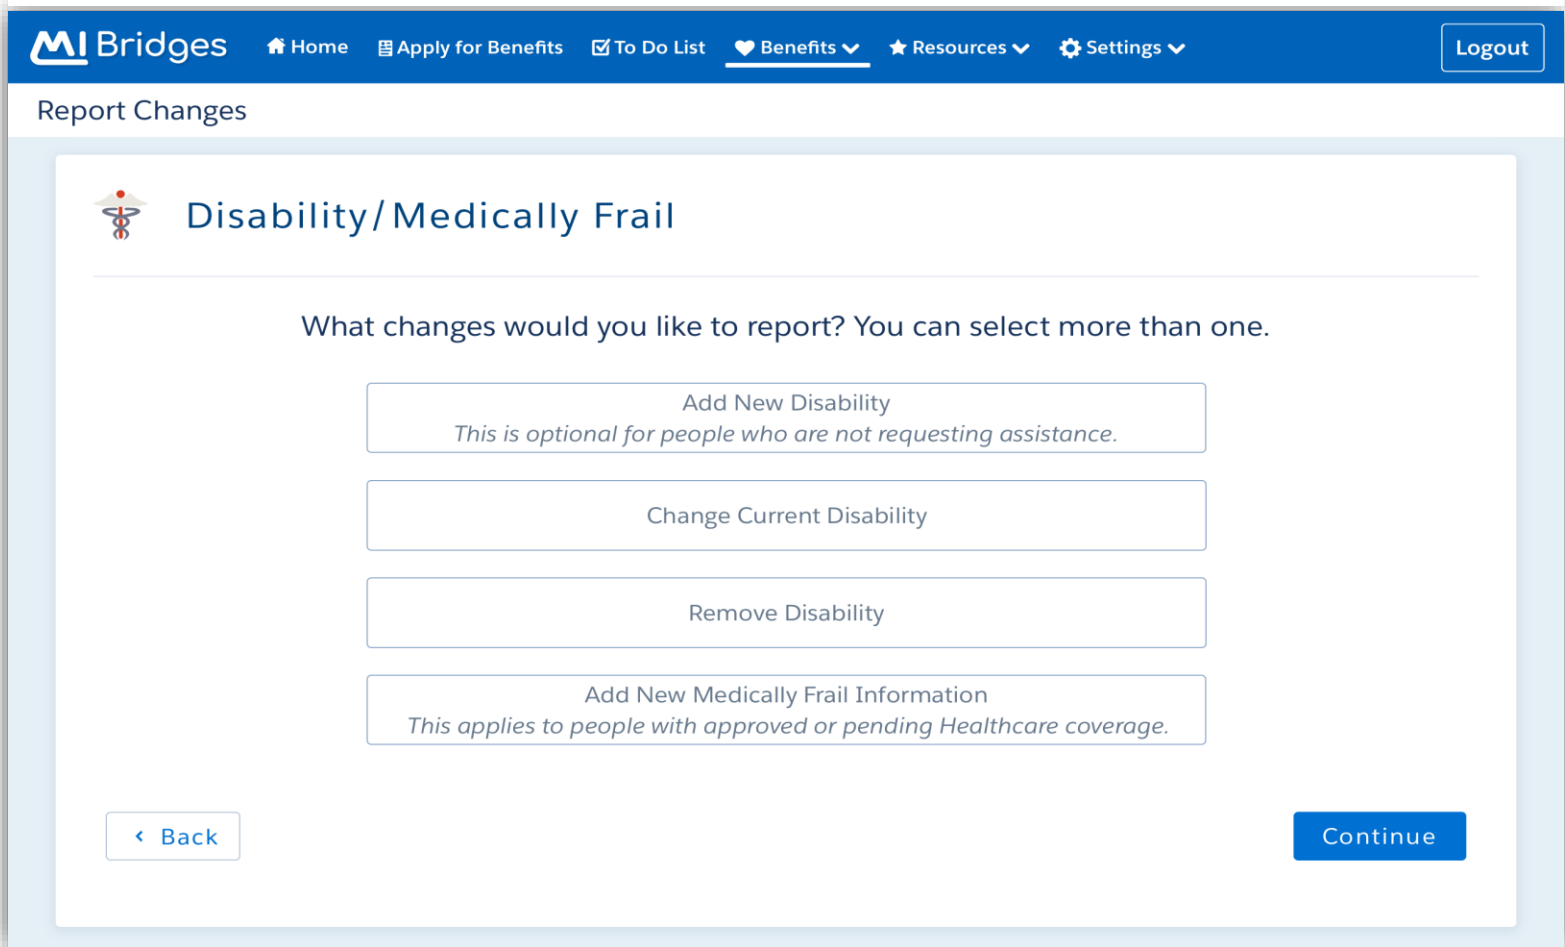 MI Bridges Home Apply for Benefits To Do List Benefits Resources Settings Logout
Report Changes
Disability/Medically Frail
What changes would you like to report? You can select more than one.
Add New Disability
This is optional for people who are not requesting assistance.
Change Current Disability
Remove Disability
Add New Medically Frail Information
This applies to people with approved or pending Healthcare coverage.
Back Continue